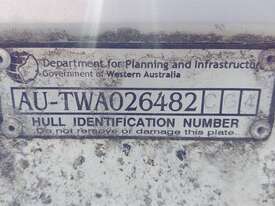 Department for Planning and Infrastructure
Government of Western Australia
AU-TWA026482
HULL IDENTIFICATION NUMBER
Do not remove or damage this plate.